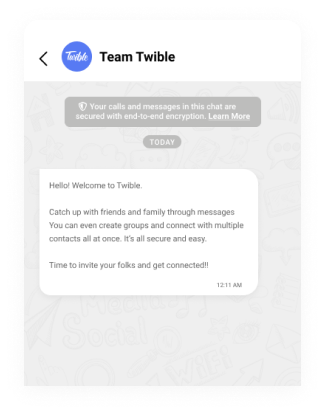 Twible
Team Twible
Your calls and messages in this chat are
secured with end-to-end encryption. Learn More
TODAY
Hello! Welcome to Twible.
Catch up with friends and family through messages
You can even create groups and connect with multiple
contacts all at once. It's all secure and easy.
Time to invite your folks and get connected!!
12:11 AM
Social